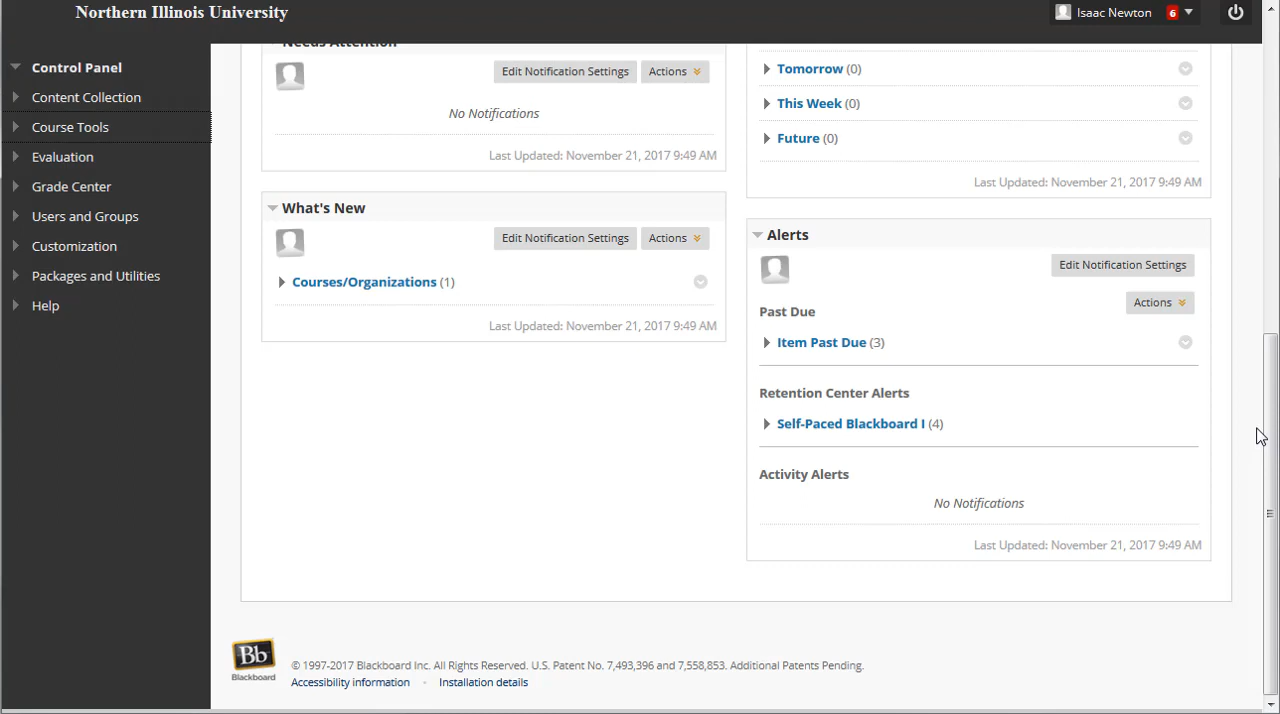 Northern Illinois University
Isaac Newton
6
Control Panel
Content Collection
Course Tools
Evaluation
Grade Center
Users and Groups
Customization
Packages and Utilities
Help
Needs Attention
Edit Notification Settings
Actions
No Notifications
Last Updated: November 21, 2017 9:49 AM
What's New
Edit Notification Settings
Actions
Courses/Organizations (1)
Last Updated: November 21, 2017 9:49 AM
Tomorrow (0)
This Week (0)
Future (0)
Last Updated: November 21, 2017 9:49 AM
Alerts
Edit Notification Settings
Actions
Past Due
Item Past Due (3)
Retention Center Alerts
Self-Paced Blackboard I (4)
Activity Alerts
No Notifications
Last Updated: November 21, 2017 9:49 AM
Bb
Blackboard
© 1997-2017 Blackboard Inc. All Rights Reserved. U.S. Patent No. 7,493,396 and 7,558,853. Additional Patents Pending.
Accessibility information - Installation details